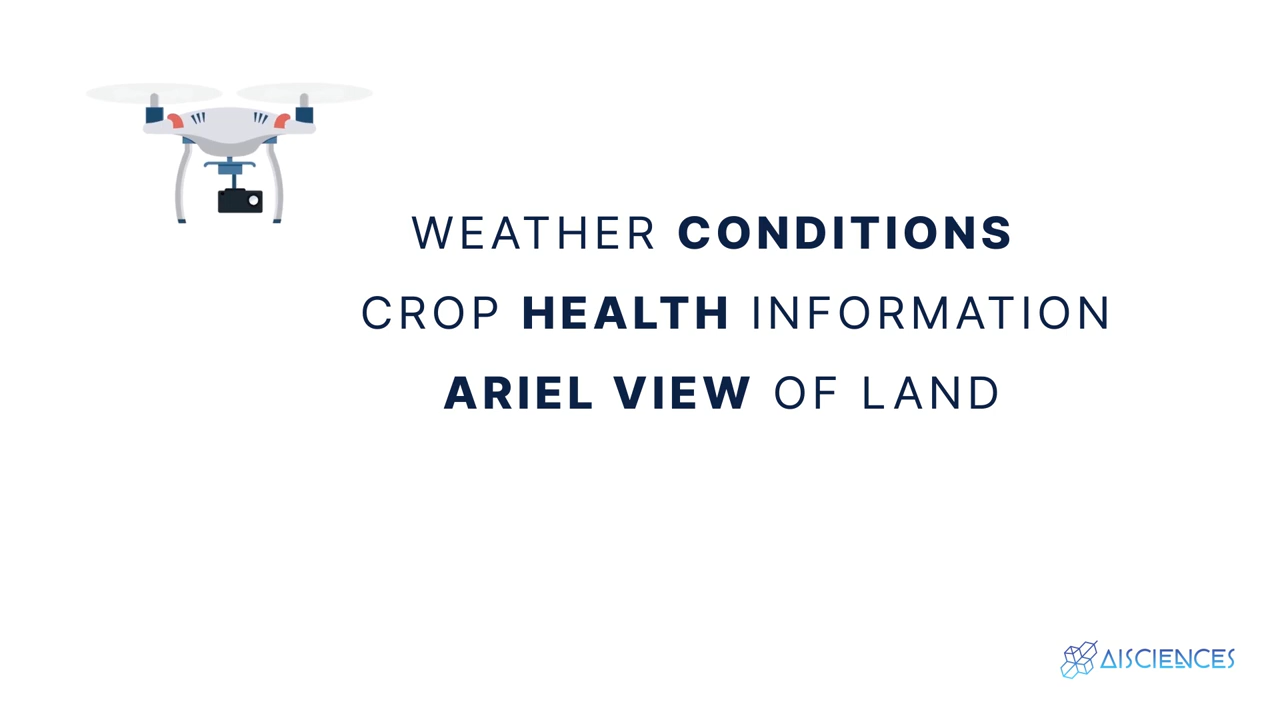 WEATHER CONDITIONS
CROP HEALTH INFORMATION
ARIEL VIEW OF LAND
AISCIENCES